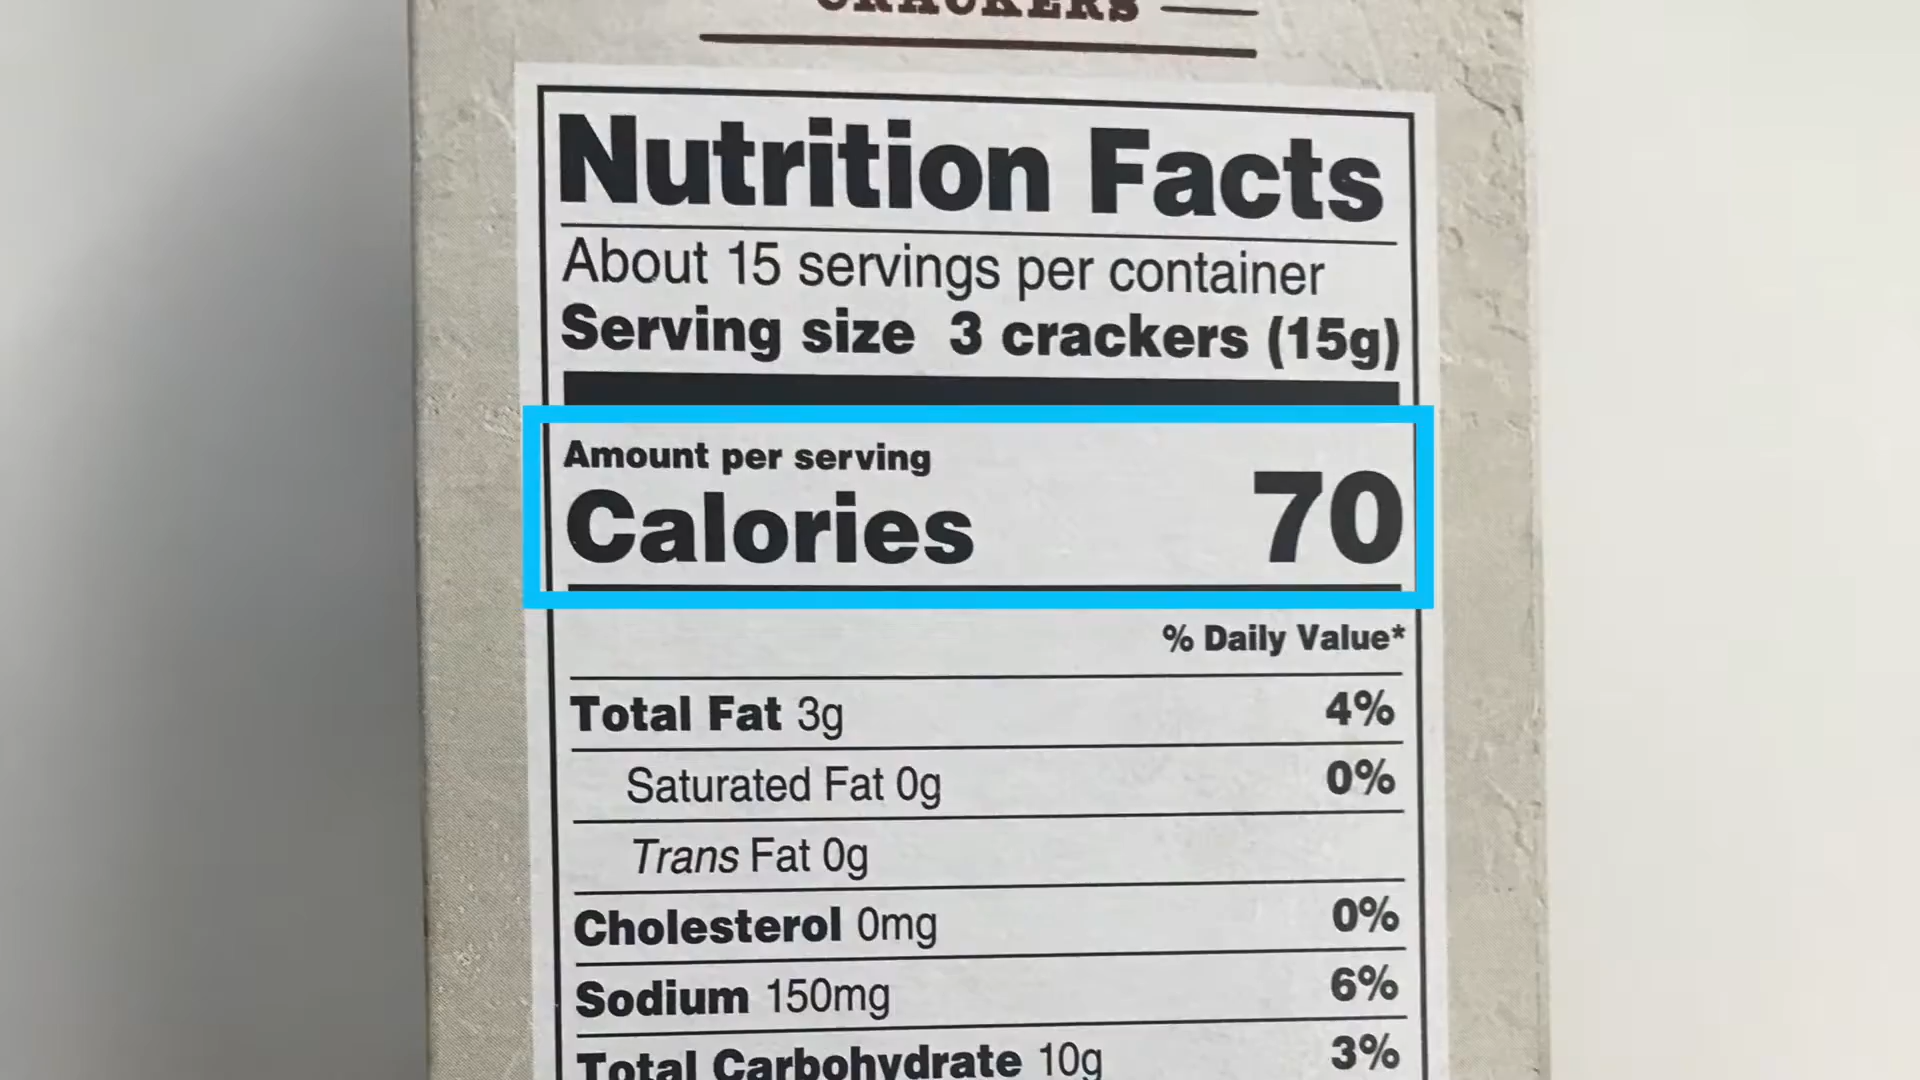 CRACKERS
Nutrition Facts
About 15 servings per container
Serving size 3 crackers (15g)
Amount per serving
Calories 70
% Daily Value*
Total Fat 3g 4%
Saturated Fat 0g 0%
Trans Fat 0g
Cholesterol 0mg 0%
Sodium 150mg 6%
Total Carbohydrate 10g 3%